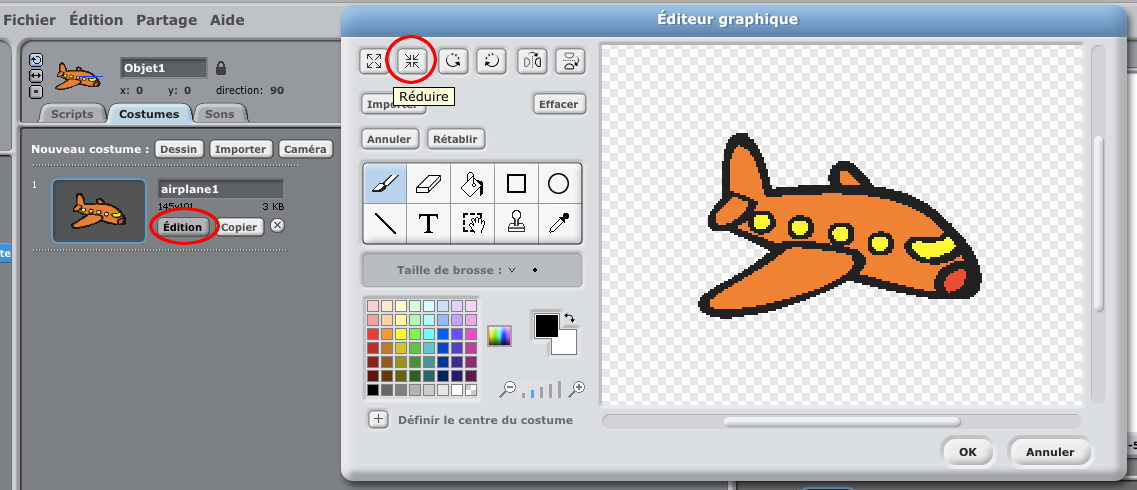 Fichier Édition Partage Aide
Éditeur graphique
Objet1
x: 0 y: 0 direction: 90
Scripts Costumes Sons
Nouveau costume : Dessin Importer Caméra
1
airplane1
145x101 3 KB
Édition Copier
Réduire
Importer Effacer
Annuler Rétablir
T
Taille de brosse :
Définir le centre du costume
OK Annuler
te
-5